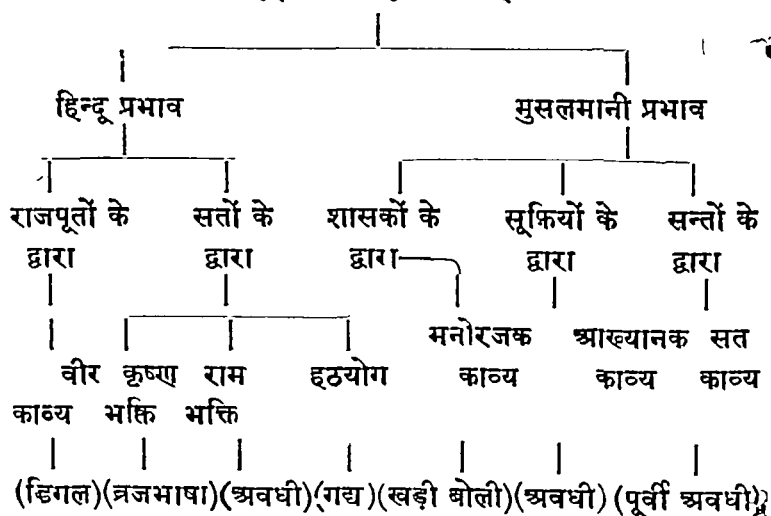 हिन्दू प्रभाव मुसलमानी प्रभाव
राजपूतों के सतों के शासकों के सूफ़ियों के सन्तों के
द्वारा द्वारा द्वारा द्वारा द्वारा
मनोरजक आख्यानक सत
वीर कृष्ण राम हठयोग काव्य काव्य काव्य
काव्य भक्ति भक्ति
(डिगल) (व्रजभाषा) (अवधी) (गद्य) (खड़ी बोली) (अवधी) (पूर्वी अवधी)